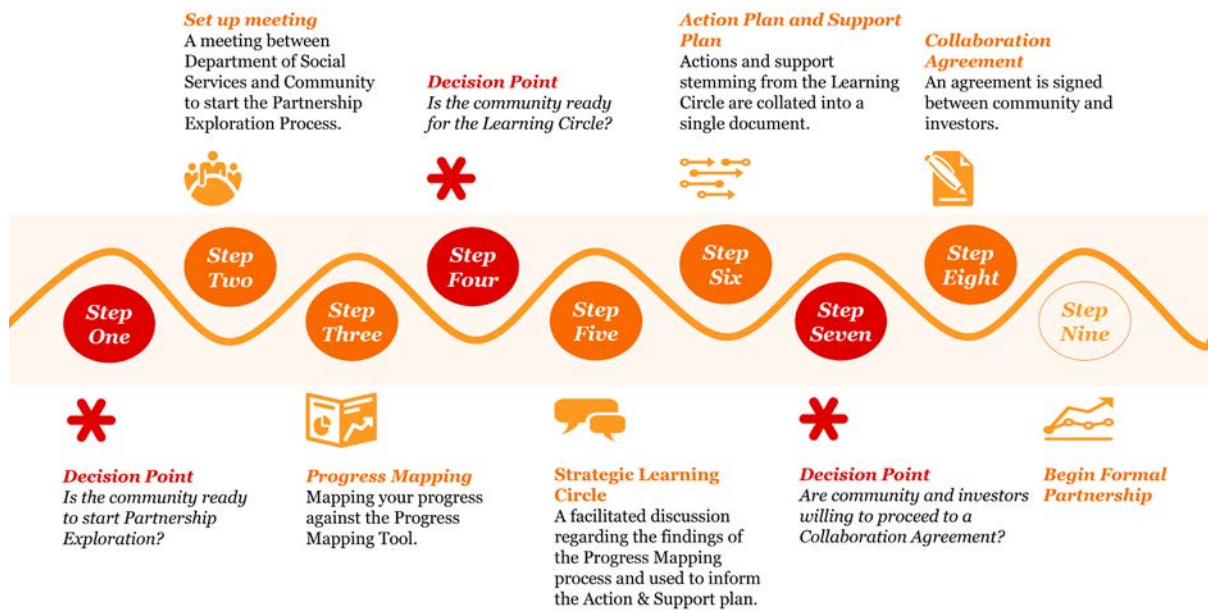 Set up meeting
A meeting between
Department of Social
Services and Community
to start the Partnership
Exploration Process.
Decision Point
Is the community ready
for the Learning Circle?
Action Plan and Support
Plan
Actions and support
stemming from the Learning
Circle are collated into a
single document.
Collaboration
Agreement
An agreement is signed
between community and
investors.
Step
One
Step
Two
Step
Three
Step
Four
Step
Five
Step
Six
Step
Seven
Step
Eight
Step
Nine
Decision Point
Is the community ready
to start Partnership
Exploration?
Progress Mapping
Mapping your progress
against the Progress
Mapping Tool.
Strategic Learning
Circle
A facilitated discussion
regarding the findings of
the Progress Mapping
process and used to inform
the Action & Support plan.
Decision Point
Are community and investors
willing to proceed to a
Collaboration Agreement?
Begin Formal
Partnership